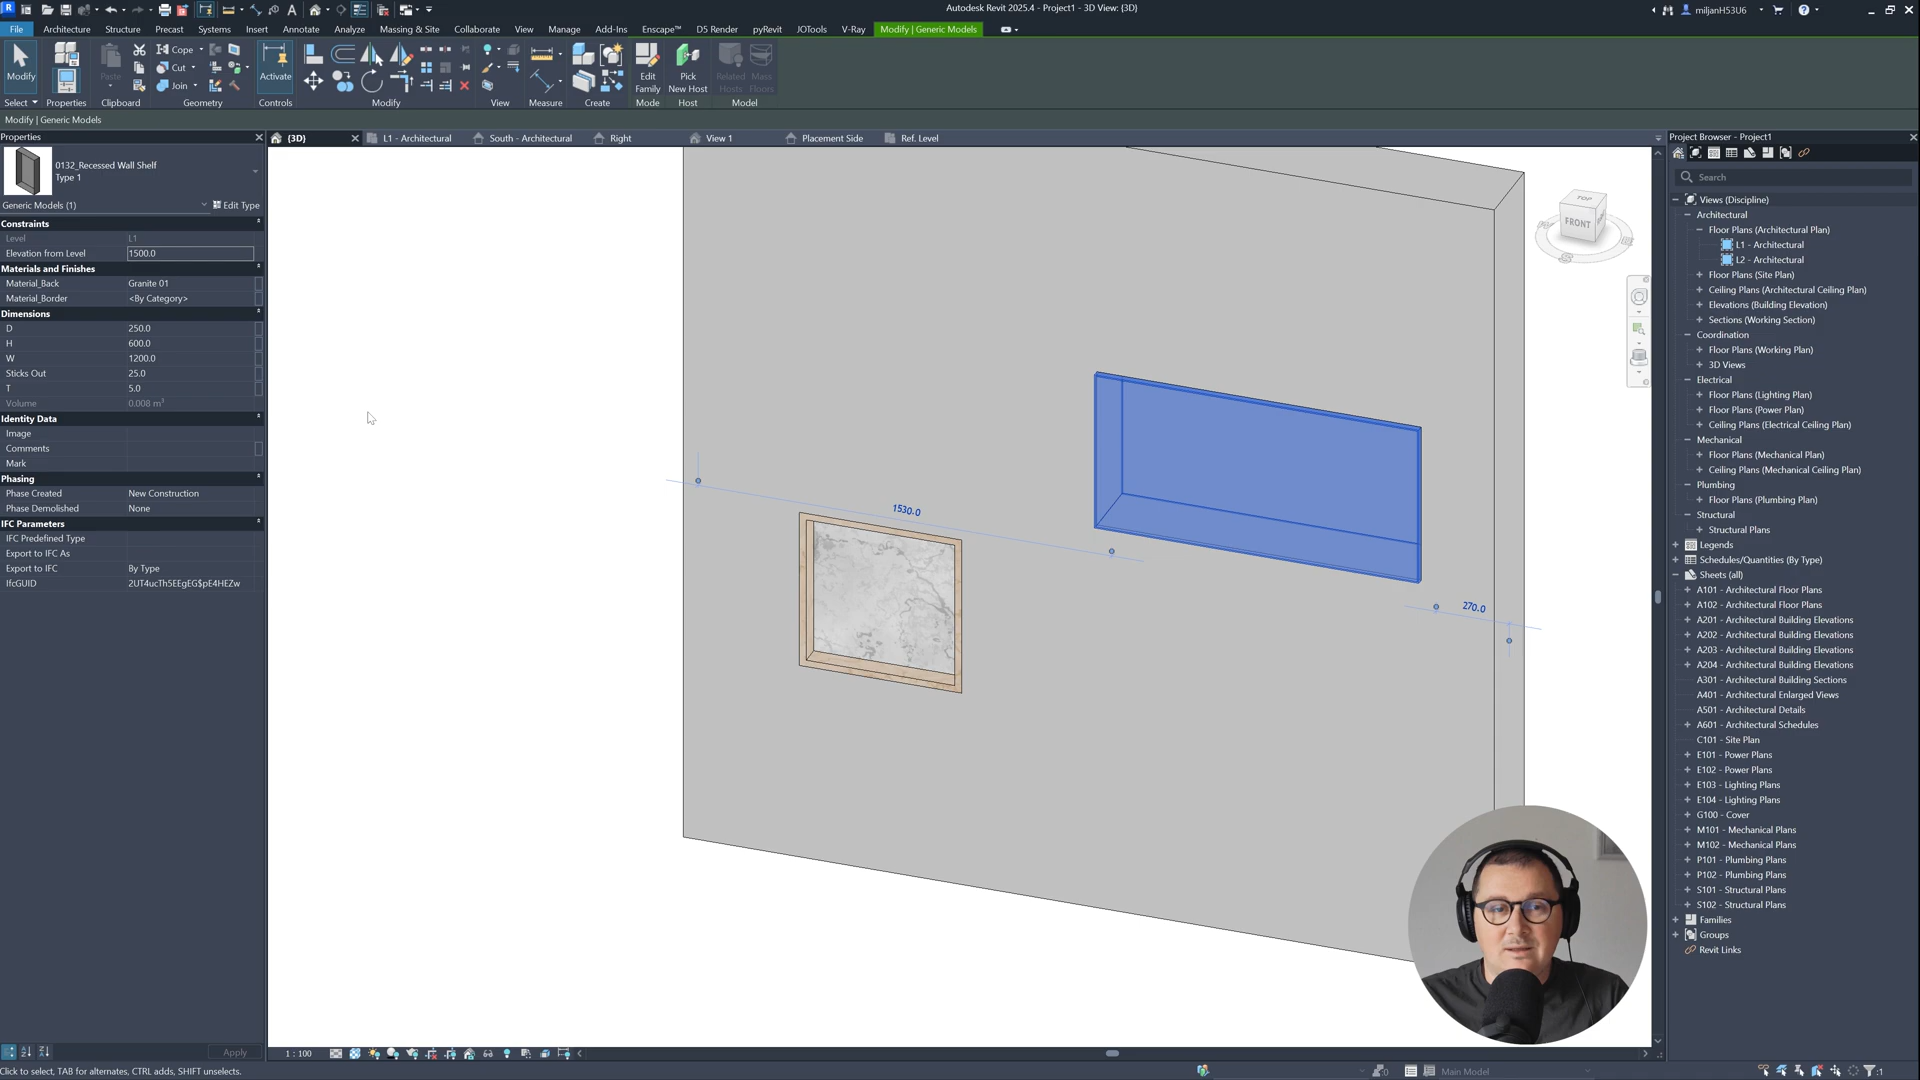 Autodesk Revit 2025.4 - Project1 - 3D View: {3D}
miljanH53U6
File
Architecture
Structure
Precast
Systems
Insert
Annotate
Analyze
Massing & Site
Collaborate
View
Manage
Add-Ins
Enscape™
D5 Render
pyRevit
JOTools
V-Ray
Modify | Generic Models
Modify
Paste
Cope
Cut
Join
Activate
Edit
Family
Pick
New Host
Related
Hosts
Mass
Floors
Select
Properties
Clipboard
Geometry
Controls
Modify
View
Measure
Create
Mode
Host
Model
Modify | Generic Models
Properties
{3D}
L1 - Architectural
South - Architectural
Right
View 1
Placement Side
Ref. Level
Project Browser - Project1
0132_Recessed Wall Shelf
Type 1
Generic Models (1)
Edit Type
Constraints
Level L1
Elevation from Level 1500.0
Materials and Finishes
Material_Back Granite 01
Material_Border <By Category>
Dimensions
D 250.0
H 600.0
W 1200.0
Sticks Out 25.0
T 5.0
Volume 0.008 m³
Identity Data
Image
Comments
Mark
Phasing
Phase Created New Construction
Phase Demolished None
IFC Parameters
IFC Predefined Type
Export to IFC As
Export to IFC By Type
IfcGUID 2UT4ucTh5EEgEG$pE4HEZw
Apply
1530.0
270.0
TOP
FRONT
Search
Views (Discipline)
Architectural
Floor Plans (Architectural Plan)
L1 - Architectural
L2 - Architectural
Floor Plans (Site Plan)
Ceiling Plans (Architectural Ceiling Plan)
Elevations (Building Elevation)
Sections (Working Section)
Coordination
Floor Plans (Working Plan)
3D Views
Electrical
Floor Plans (Lighting Plan)
Floor Plans (Power Plan)
Ceiling Plans (Electrical Ceiling Plan)
Mechanical
Floor Plans (Mechanical Plan)
Ceiling Plans (Mechanical Ceiling Plan)
Plumbing
Floor Plans (Plumbing Plan)
Structural
Structural Plans
Legends
Schedules/Quantities (By Type)
Sheets (all)
A101 - Architectural Floor Plans
A102 - Architectural Floor Plans
A201 - Architectural Building Elevations
A202 - Architectural Building Elevations
A203 - Architectural Building Elevations
A204 - Architectural Building Elevations
A301 - Architectural Building Sections
A401 - Architectural Enlarged Views
A501 - Architectural Details
A601 - Architectural Schedules
C101 - Site Plan
E101 - Power Plans
E102 - Power Plans
E103 - Lighting Plans
E104 - Lighting Plans
G100 - Cover
M101 - Mechanical Plans
M102 - Mechanical Plans
P101 - Plumbing Plans
P102 - Plumbing Plans
S101 - Structural Plans
S102 - Structural Plans
Families
Groups
Revit Links
1 : 100
Click to select, TAB for alternates, CTRL adds, SHIFT unselects.
:0
Main Model
:1